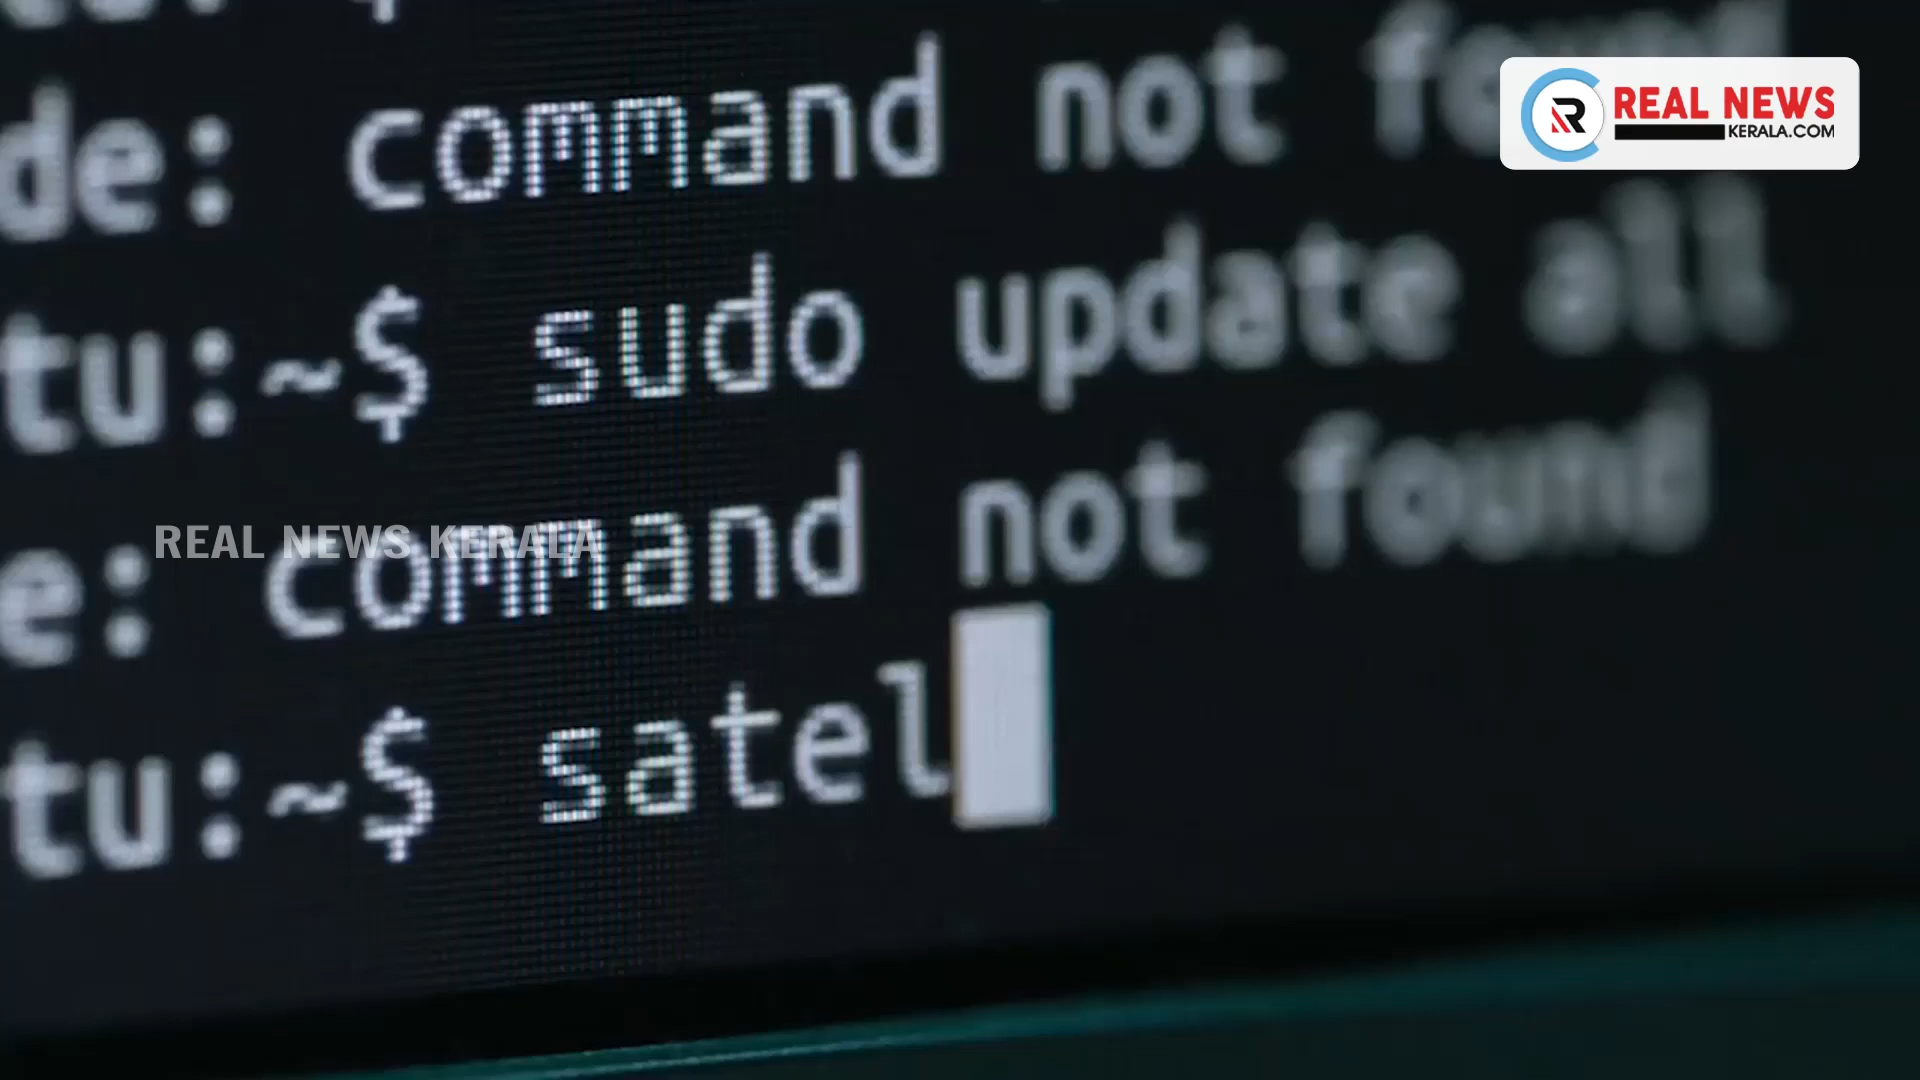 de: command not found
REAL NEWS
KERALA.COM
tu:~$ sudo update all
e: command not found
REAL NEWS KERALA
tu:~$ satel